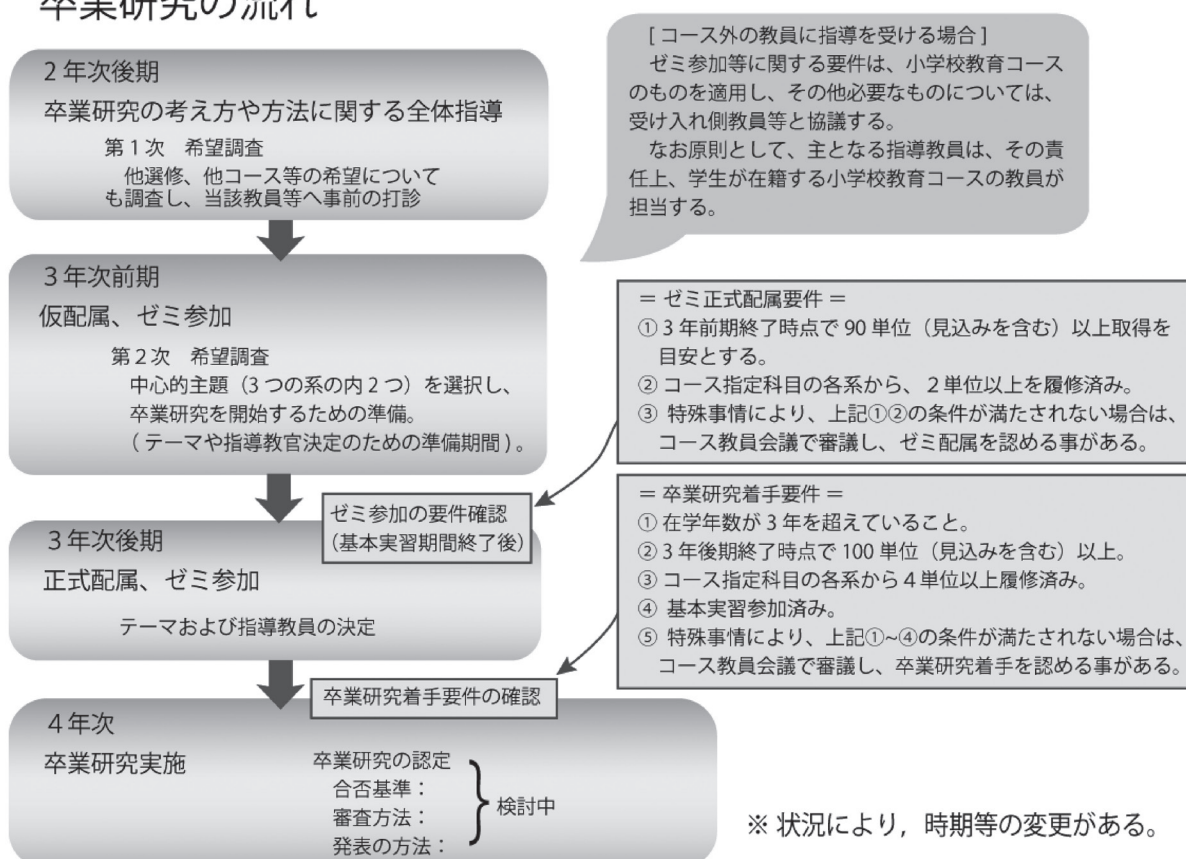 卒業研究の流れ
2年次後期
卒業研究の考え方や方法に関する全体指導
第1次　希望調査
他選修、他コース等の希望について
も調査し、当該教員等へ事前の打診
[ コース外の教員に指導を受ける場合 ]
ゼミ参加等に関する要件は、小学校教育コース
のものを適用し、その他必要なものについては、
受け入れ側教員等と協議する。
なお原則として、主となる指導教員は、その責
任上、学生が在籍する小学校教育コースの教員が
担当する。
3年次前期
仮配属、ゼミ参加
第2次　希望調査
中心的主題（3つの系の内2つ）を選択し、
卒業研究を開始するための準備。
( テーマや指導教官決定のための準備期間 )。
＝ ゼミ正式配属要件 ＝
① 3年前期終了時点で 90 単位（見込みを含む）以上取得を
目安とする。
② コース指定科目の各系から、2単位以上を履修済み。
③ 特殊事情により、上記①②の条件が満たされない場合は、
コース教員会議で審議し、ゼミ配属を認める事がある。
ゼミ参加の要件確認
(基本実習期間終了後)
3年次後期
正式配属、ゼミ参加
テーマおよび指導教員の決定
＝ 卒業研究着手要件 ＝
① 在学年数が3年を超えていること。
② 3年後期終了時点で 100 単位（見込みを含む）以上。
③ コース指定科目の各系から4単位以上履修済み。
④ 基本実習参加済み。
⑤ 特殊事情により、上記①~④の条件が満たされない場合は、
コース教員会議で審議し、卒業研究着手を認める事がある。
卒業研究着手要件の確認
4年次
卒業研究実施
卒業研究の認定
合否基準：
審査方法：
発表の方法：
検討中
※ 状況により，時期等の変更がある。